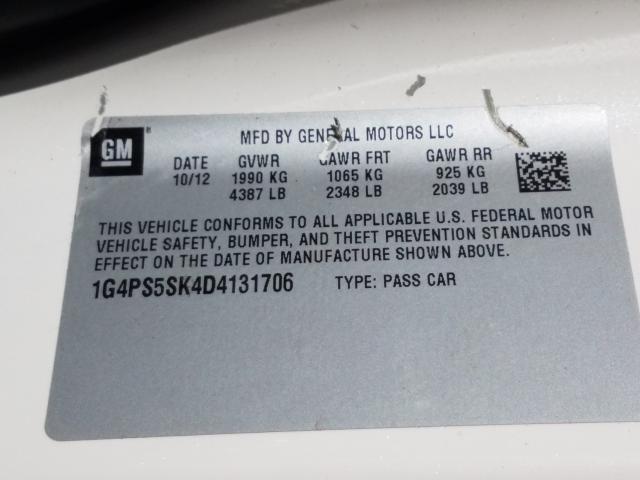 GM ® MFD BY GENERAL MOTORS LLC
DATE GVWR GAWR FRT GAWR RR
10/12 1990 KG 1065 KG 925 KG
4387 LB 2348 LB 2039 LB
THIS VEHICLE CONFORMS TO ALL APPLICABLE U.S. FEDERAL MOTOR
VEHICLE SAFETY, BUMPER, AND THEFT PREVENTION STANDARDS IN
EFFECT ON THE DATE OF MANUFACTURE SHOWN ABOVE.
1G4PS5SK4D4131706 TYPE: PASS CAR